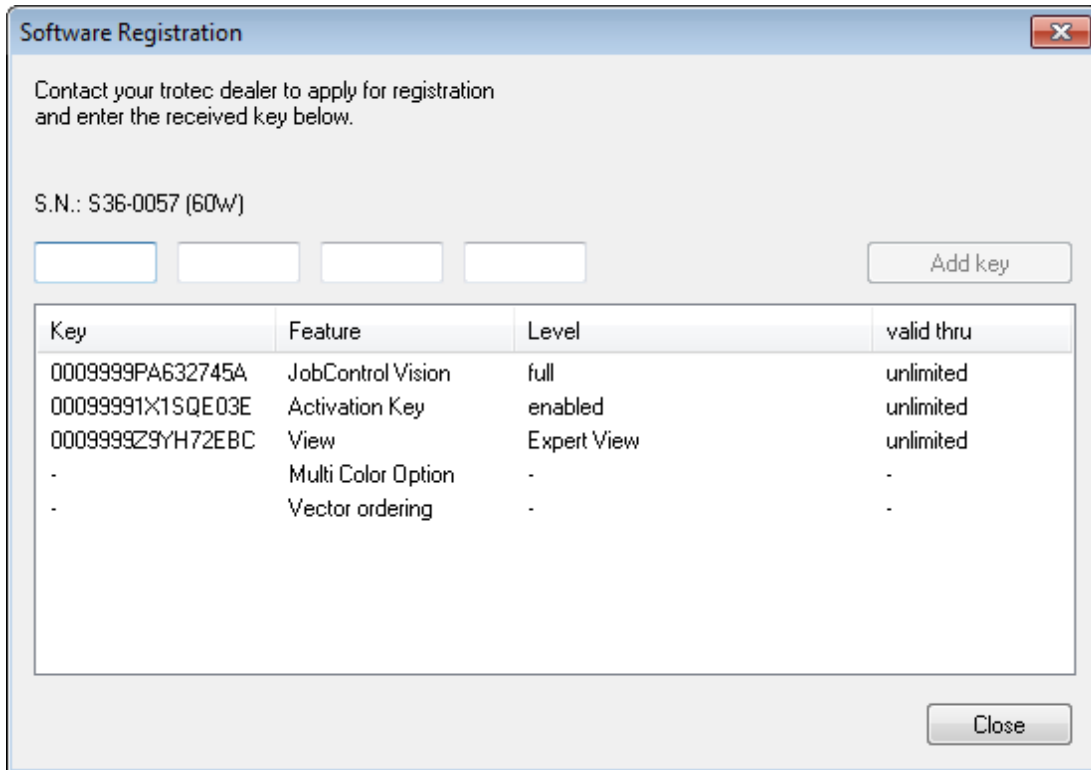 Software Registration
Contact your trotec dealer to apply for registration
and enter the received key below.
S.N.: S36-0057 (60W)
Add key
Key Feature Level valid thru
0009999PA632745A JobControl Vision full unlimited
00099991X1SQE03E Activation Key enabled unlimited
0009999Z9YH72EBC View Expert View unlimited
- Multi Color Option - -
- Vector ordering - -
Close